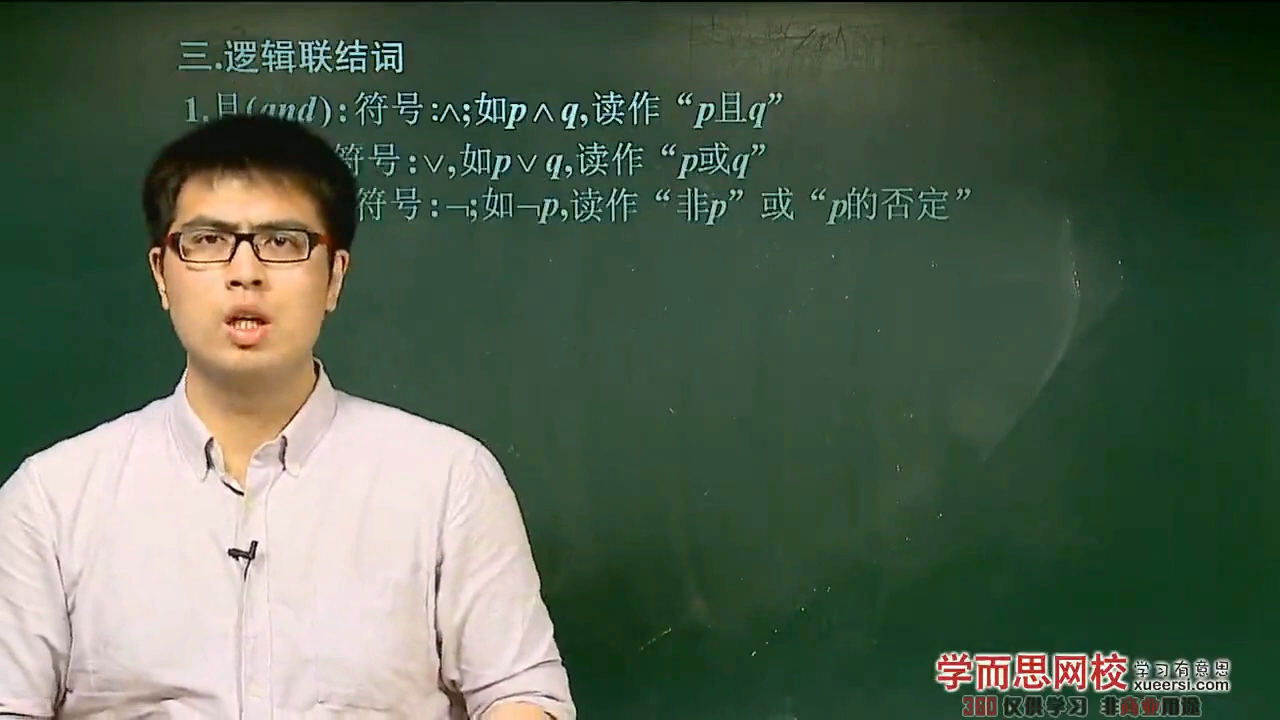 三.逻辑联结词
1.且(and):符号:∧;如p∧q,读作“p且q”
符号:∨,如p∨q,读作“p或q”
符号:¬;如¬p,读作“非p”或“p的否定”
学而思网校 学习有意思
xueersi.com
380 仅供学习 非商业用途